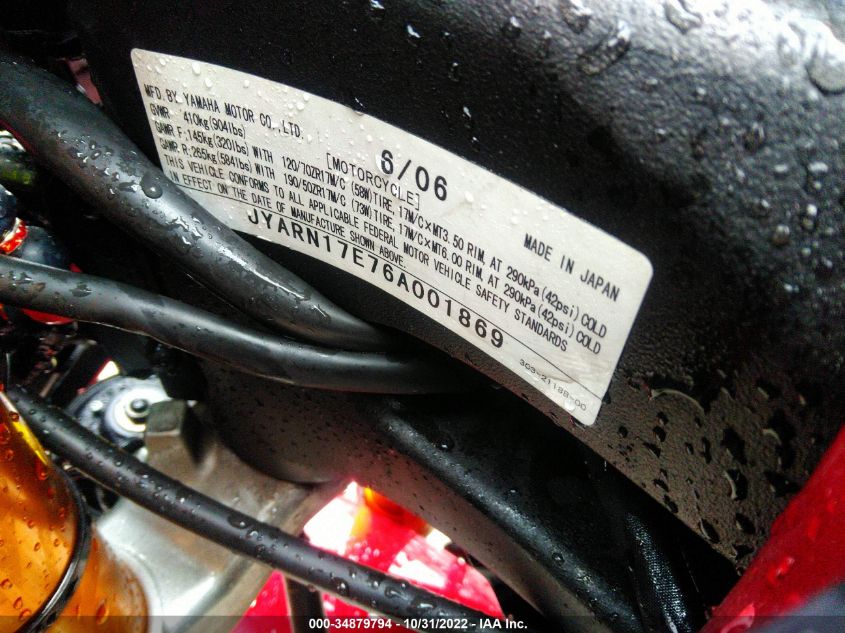 MFD. BY YAMAHA MOTOR CO.,LTD. 6/06 MADE IN JAPAN
GVWR: 410kg(904lbs) [MOTORCYCLE]
GAWR F:145kg(320lbs) WITH 120/70ZR17M/C (58W)TIRE, 17M/C×MT3.50 RIM, AT 290kPa(42psi) COLD
GAWR R:265kg(584lbs) WITH 190/50ZR17M/C (73W)TIRE, 17M/C×MT6.00 RIM, AT 290kPa(42psi) COLD
THIS VEHICLE CONFORMS TO ALL APPLICABLE FEDERAL MOTOR VEHICLE SAFETY STANDARDS
IN EFFECT ON THE DATE OF MANUFACTURE SHOWN ABOVE
JYARN17E76A001869
3G3-2118B-00
000-34879794 - 10/31/2022 - IAA Inc.